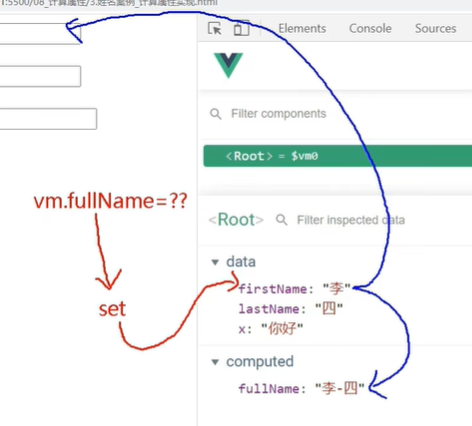 1:5500/08_计算属性/3.姓名案例_计算属性实现.html
Elements Console Sources
Filter components
<Root> = $vm0
vm.fullName=??
<Root> Filter inspected data
data
firstName: "李"
set
lastName: "四"
x: "你好"
computed
fullName: "李-四"